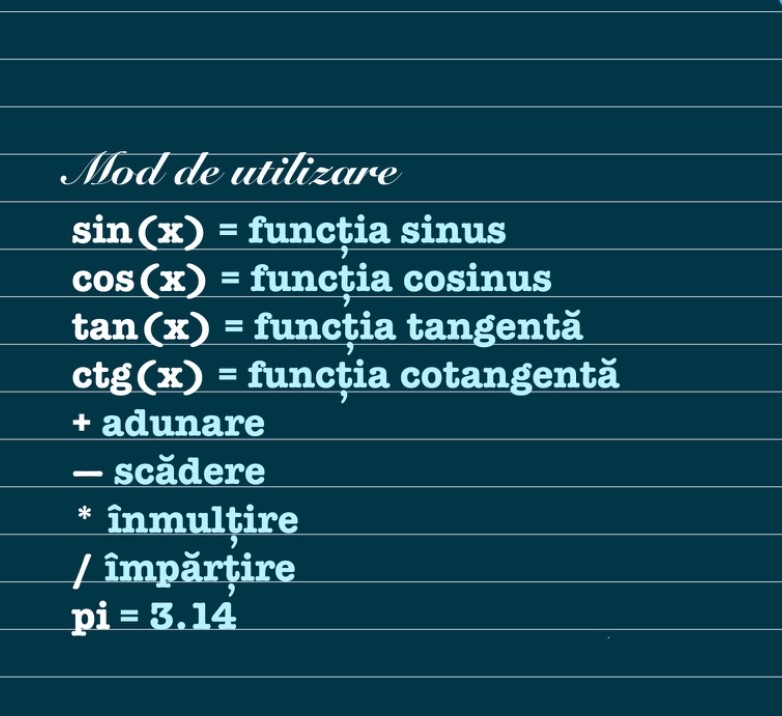 Mod de utilizare
sin(x) = funcția sinus
cos(x) = funcția cosinus
tan(x) = funcția tangentă
ctg(x) = funcția cotangentă
+ adunare
— scădere
* înmulțire
/ împărțire
pi = 3.14